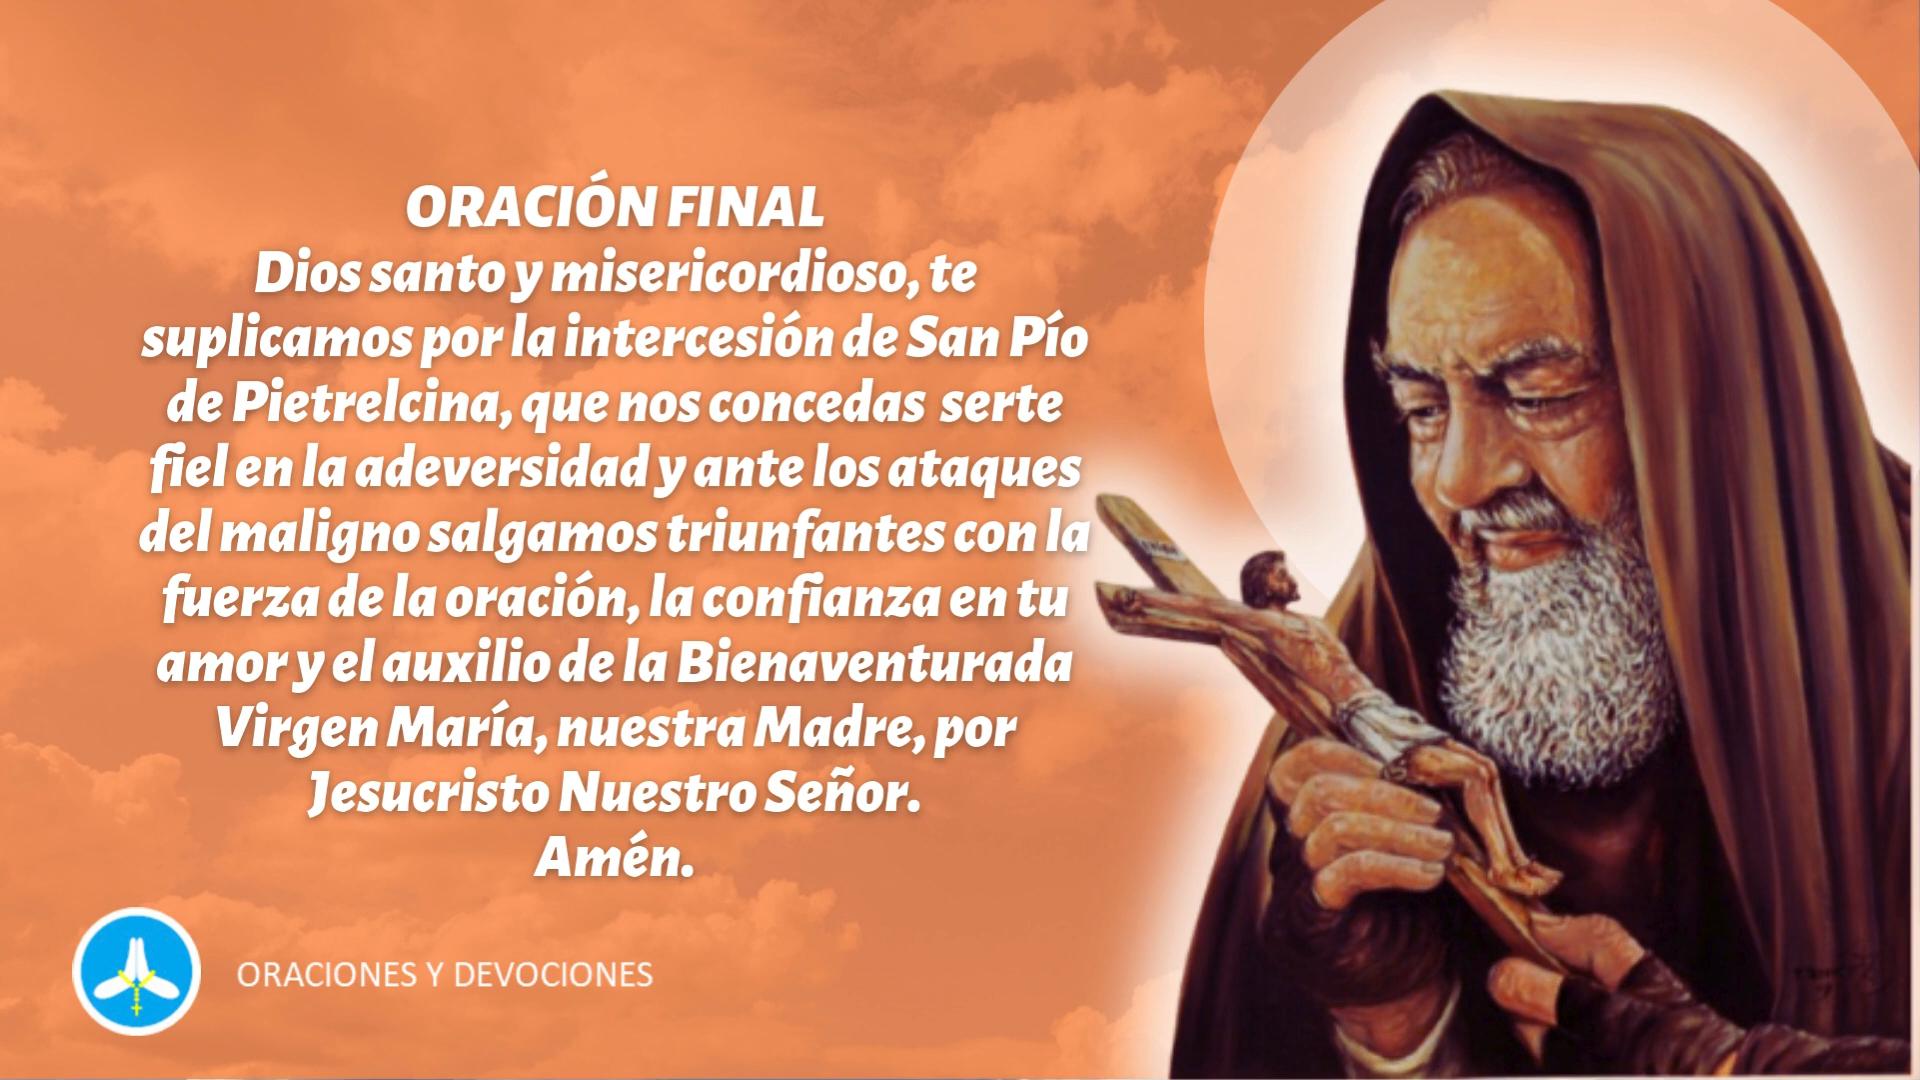 ORACIÓN FINAL
Dios santo y misericordioso, te
suplicamos por la intercesión de San Pío
de Pietrelcina, que nos concedas serte
fiel en la adeversidad y ante los ataques
del maligno salgamos triunfantes con la
fuerza de la oración, la confianza en tu
amor y el auxilio de la Bienaventurada
Virgen María, nuestra Madre, por
Jesucristo Nuestro Señor.
Amén.
ORACIONES Y DEVOCIONES